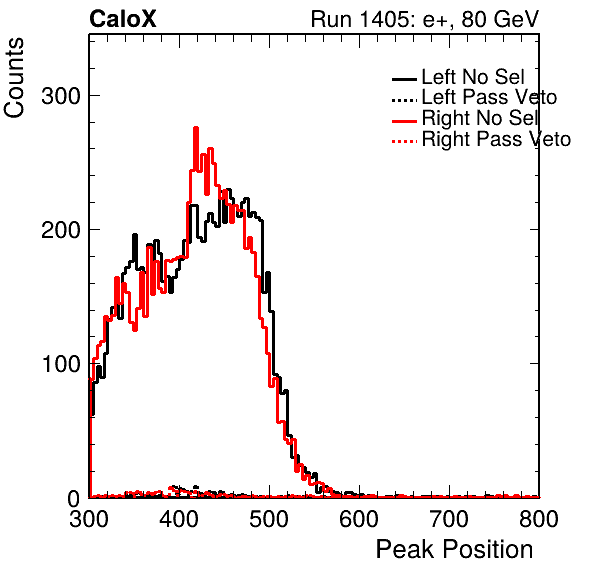 CaloX Run 1405: e+, 80 GeV
Counts
Left No Sel
Left Pass Veto
Right No Sel
Right Pass Veto
300
200
100
0
300 400 500 600 700 800
Peak Position